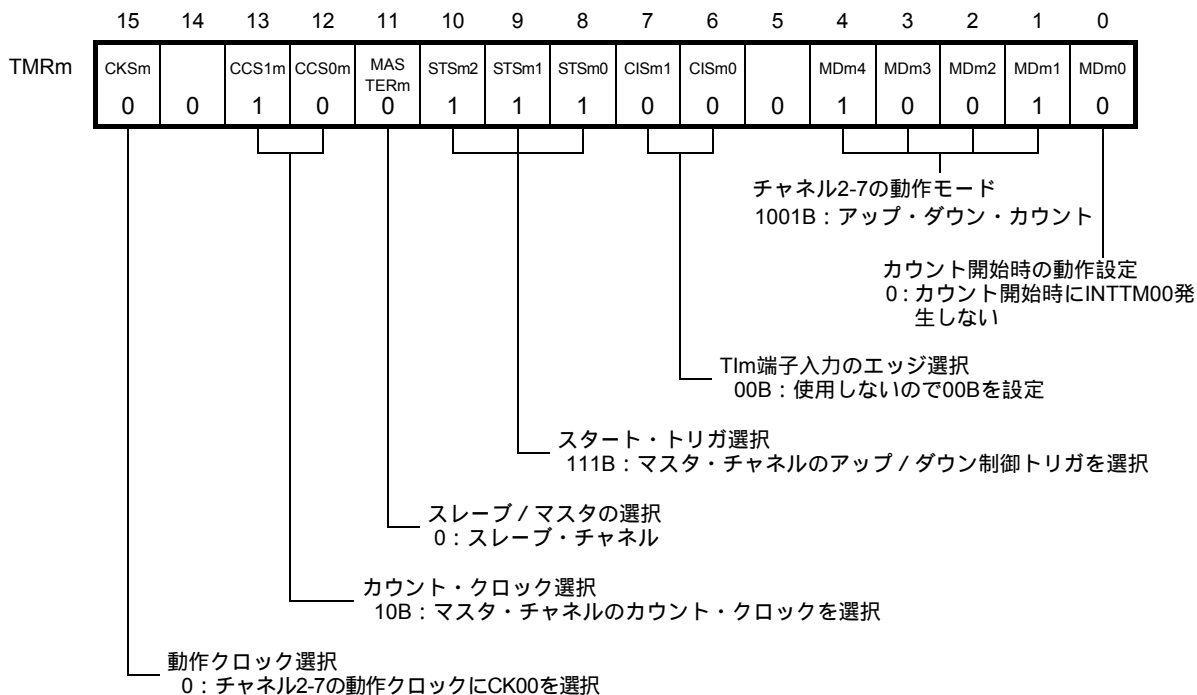 15 14 13 12 11 10 9 8 7 6 5 4 3 2 1 0
TMRm CKSm CCS1m CCS0m MAS TERm STSm2 STSm1 STSm0 CISm1 CISm0 MDm4 MDm3 MDm2 MDm1 MDm0
0 0 1 0 0 1 1 1 0 0 0 1 0 0 1 0
チャネル2-7の動作モード
1001B：アップ・ダウン・カウント
カウント開始時の動作設定
0：カウント開始時にINTTM00発
生しない
TIm端子入力のエッジ選択
00B：使用しないので00Bを設定
スタート・トリガ選択
111B：マスタ・チャネルのアップ／ダウン制御トリガを選択
スレーブ／マスタの選択
0：スレーブ・チャネル
カウント・クロック選択
10B：マスタ・チャネルのカウント・クロックを選択
動作クロック選択
0：チャネル2-7の動作クロックにCK00を選択